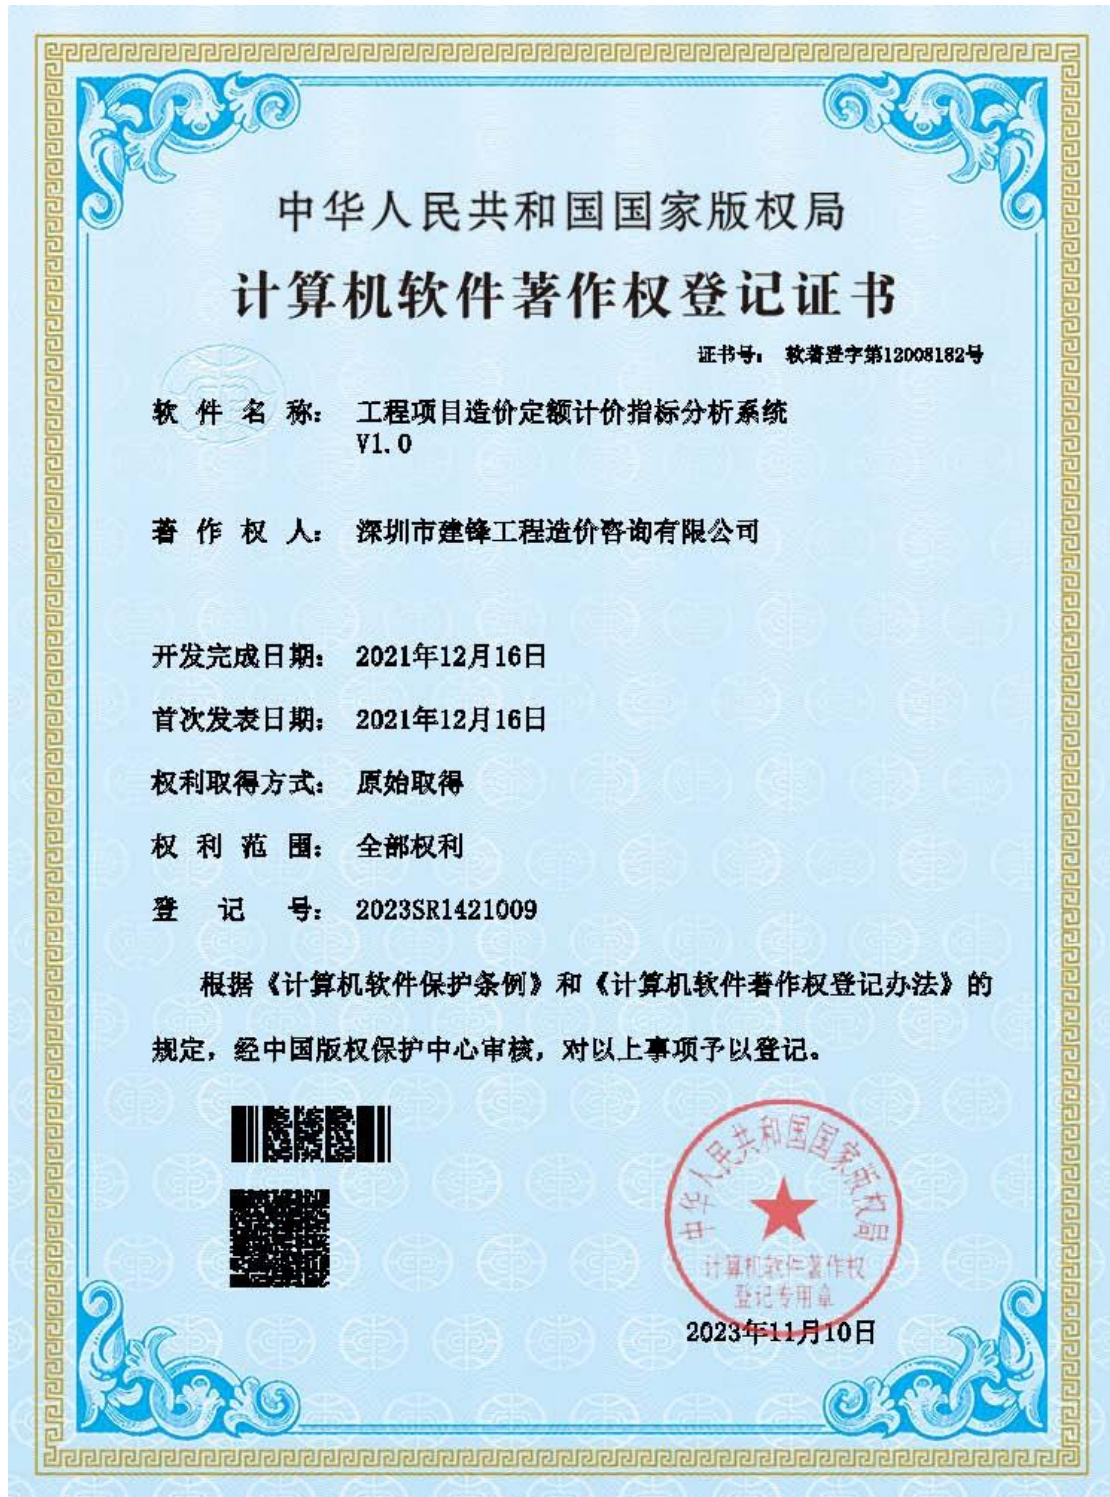 中华人民共和国国家版权局
计算机软件著作权登记证书
证书号： 软著登字第12008182号
软件名称： 工程项目造价定额计价指标分析系统
V1.0
著作权人： 深圳市建锋工程造价咨询有限公司
开发完成日期： 2021年12月16日
首次发表日期： 2021年12月16日
权利取得方式： 原始取得
权利范围： 全部权利
登记号： 2023SR1421009
根据《计算机软件保护条例》和《计算机软件著作权登记办法》的
规定，经中国版权保护中心审核，对以上事项予以登记。
中华人民共和国国家版权局
计算机软件著作权
登记专用章
2023年11月10日